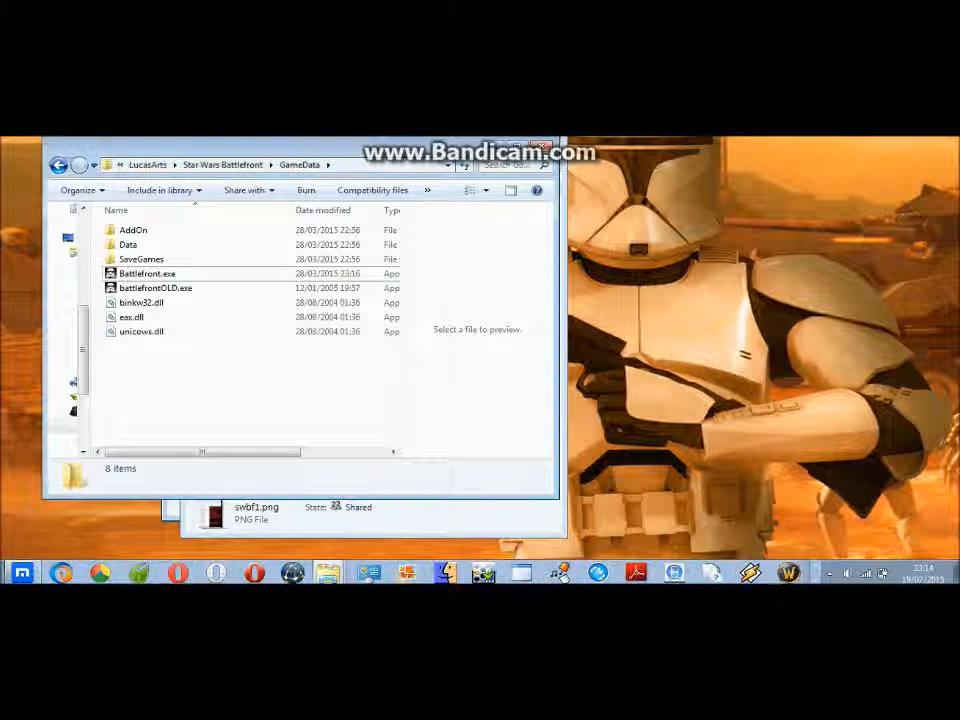 www.Bandicam.com
« LucasArts Star Wars Battlefront GameData
Organize Include in library Share with Burn Compatibility files »
Name Date modified Type
AddOn 28/03/2015 22:56 File
Data 28/03/2015 22:56 File
SaveGames 28/03/2015 22:56 File
Battlefront.exe 28/03/2015 23:16 App
battlefrontOLD.exe 12/01/2005 19:57 App
binkw32.dll 28/08/2004 01:36 App
eax.dll 28/08/2004 01:36 App
unicows.dll 28/08/2004 01:36 App
Select a file to preview.
8 items
swbf1.png State: Shared
PNG File
23:14